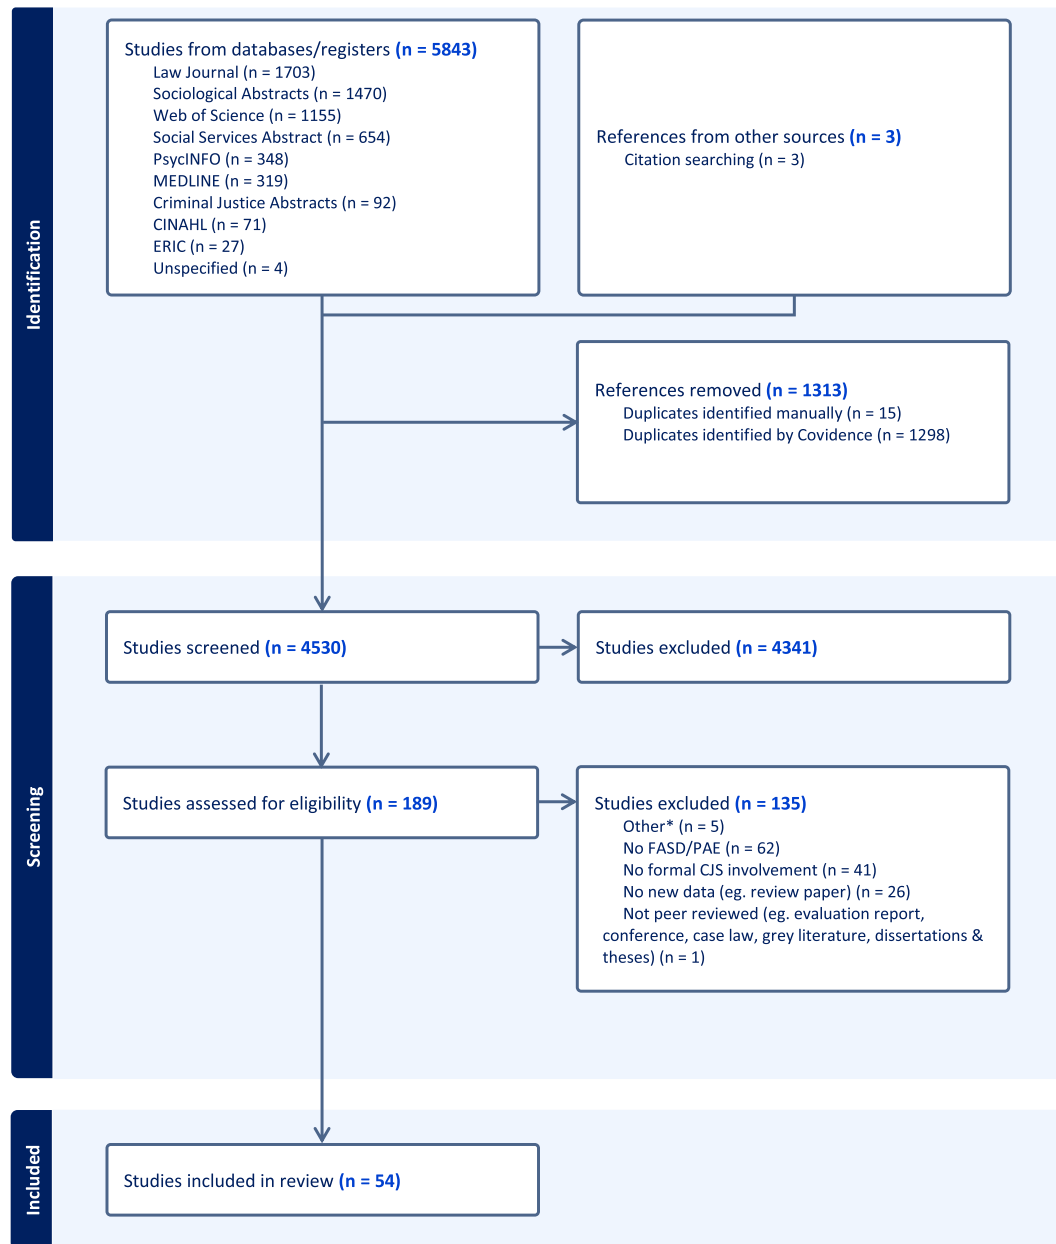 Identification
Studies from databases/registers (n = 5843)
Law Journal (n = 1703)
Sociological Abstracts (n = 1470)
Web of Science (n = 1155)
Social Services Abstract (n = 654)
PsycINFO (n = 348)
MEDLINE (n = 319)
Criminal Justice Abstracts (n = 92)
CINAHL (n = 71)
ERIC (n = 27)
Unspecified (n = 4)
References from other sources (n = 3)
Citation searching (n = 3)
References removed (n = 1313)
Duplicates identified manually (n = 15)
Duplicates identified by Covidence (n = 1298)
Screening
Studies screened (n = 4530)
Studies excluded (n = 4341)
Studies assessed for eligibility (n = 189)
Studies excluded (n = 135)
Other* (n = 5)
No FASD/PAE (n = 62)
No formal CJS involvement (n = 41)
No new data (eg. review paper) (n = 26)
Not peer reviewed (eg. evaluation report,
conference, case law, grey literature, dissertations &
theses) (n = 1)
Included
Studies included in review (n = 54)